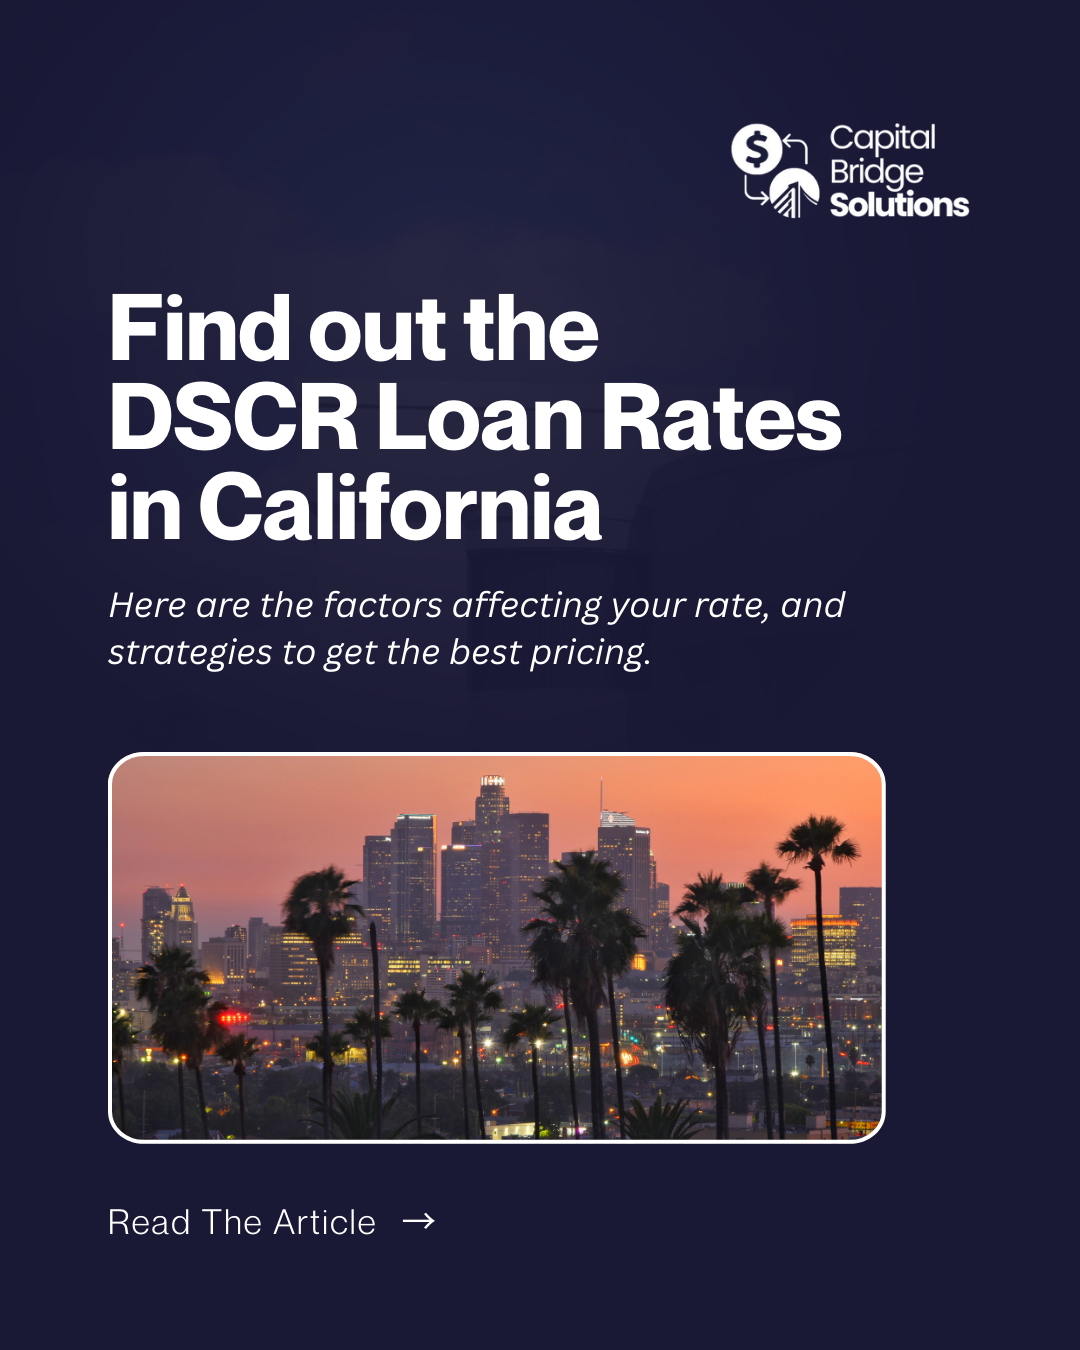 Capital
Bridge
Solutions
Find out the
DSCR Loan Rates
in California
Here are the factors affecting your rate, and
strategies to get the best pricing.
Read The Article →